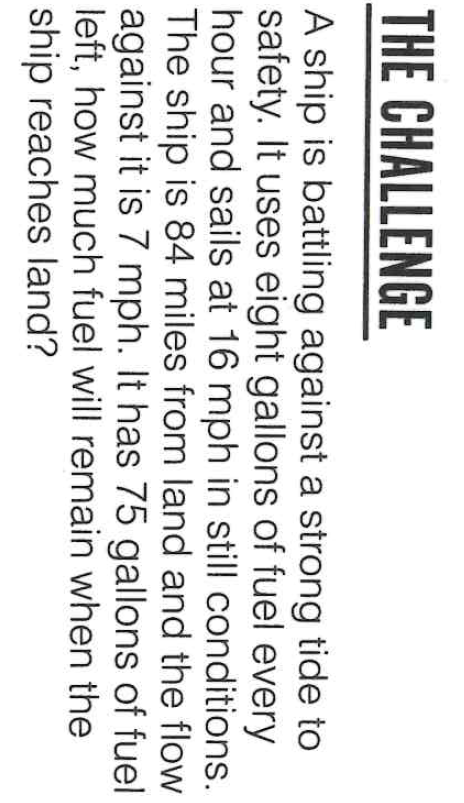 THE CHALLENGE
A ship is battling against a strong tide to
safety. It uses eight gallons of fuel every
hour and sails at 16 mph in still conditions.
The ship is 84 miles from land and the flow
against it is 7 mph. It has 75 gallons of fuel
left, how much fuel will remain when the
ship reaches land?